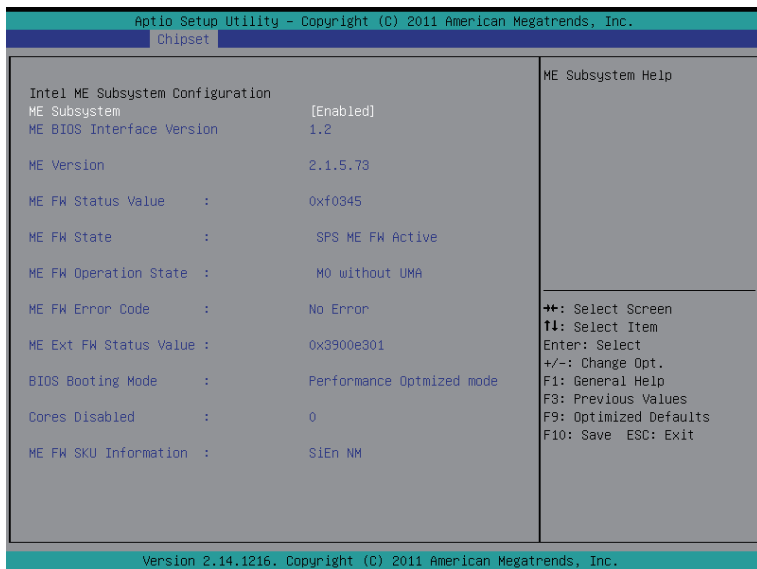 Aptio Setup Utility – Copyright (C) 2011 American Megatrends, Inc.
Chipset
Intel ME Subsystem Configuration
ME Subsystem [Enabled]
ME BIOS Interface Version 1.2
ME Version 2.1.5.73
ME FW Status Value : 0xf0345
ME FW State : SPS ME FW Active
ME FW Operation State : M0 without UMA
ME FW Error Code : No Error
ME Ext FW Status Value : 0x3900e301
BIOS Booting Mode : Performance Optmized mode
Cores Disabled : 0
ME FW SKU Information : SiEn NM
ME Subsystem Help
→←: Select Screen
↑↓: Select Item
Enter: Select
+/-: Change Opt.
F1: General Help
F3: Previous Values
F9: Optimized Defaults
F10: Save ESC: Exit
Version 2.14.1216. Copyright (C) 2011 American Megatrends, Inc.